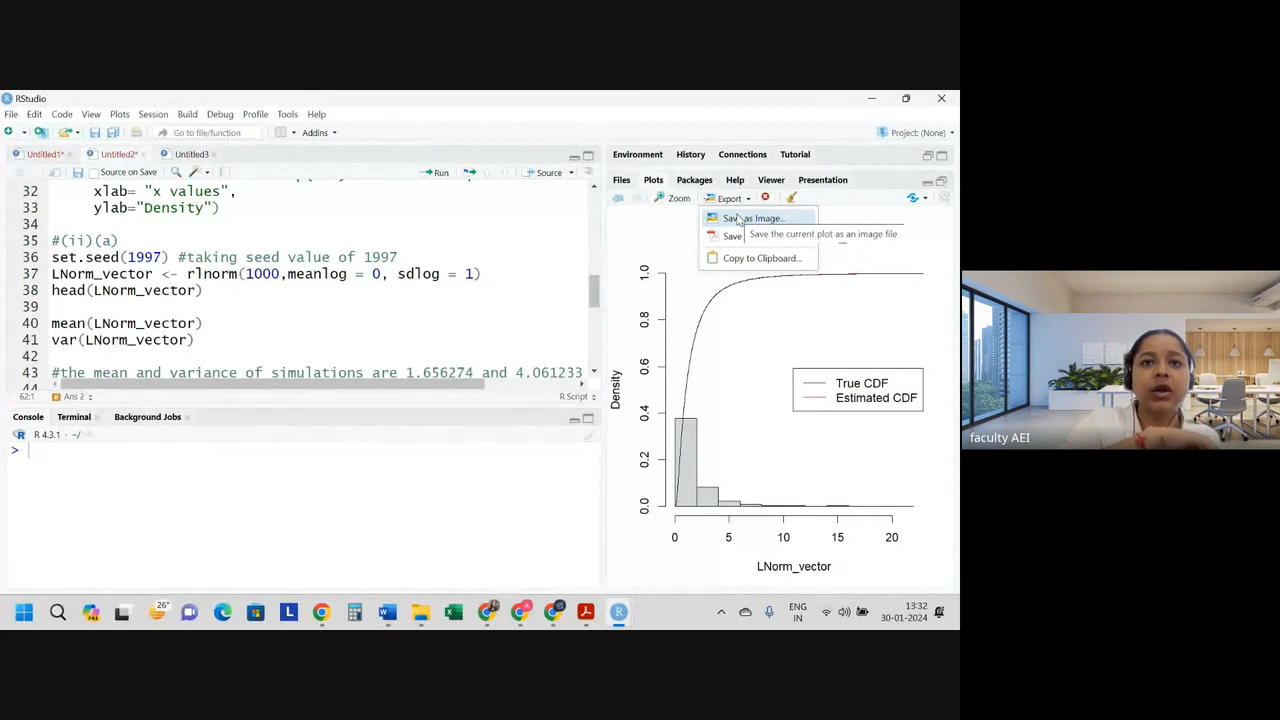 RStudio
File Edit Code View Plots Session Build Debug Profile Tools Help
Go to file/function Addins Project: (None)
Untitled1* Untitled2* Untitled3
Source on Save Run Source
32 xlab= "x values",
33 ylab="Density")
34
35 #(ii)(a)
36 set.seed(1997) #taking seed value of 1997
37 LNorm_vector <- rlnorm(1000,meanlog = 0, sdlog = 1)
38 head(LNorm_vector)
39
40 mean(LNorm_vector)
41 var(LNorm_vector)
42
43 #the mean and variance of simulations are 1.656274 and 4.061233
44
62:1 Ans 2 R Script
Console Terminal Background Jobs
R 4.3.1 · ~/
>
Environment History Connections Tutorial
Files Plots Packages Help Viewer Presentation
Zoom Export
Save as Image...
Save
Save the current plot as an image file
Copy to Clipboard...
1.0
0.8
0.6
0.4
0.2
0.0
Density
True CDF
Estimated CDF
0 5 10 15 20
LNorm_vector
faculty AEI
26°
PRE
L
ENG
IN
13:32
30-01-2024